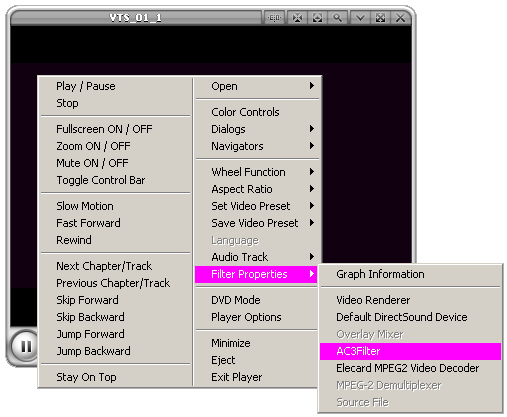 VTS_01_1
Play / Pause
Stop
Fullscreen ON / OFF
Zoom ON / OFF
Mute ON / OFF
Toggle Control Bar
Slow Motion
Fast Forward
Rewind
Next Chapter/Track
Previous Chapter/Track
Skip Forward
Skip Backward
Jump Forward
Jump Backward
Stay On Top
Open
Color Controls
Dialogs
Navigators
Wheel Function
Aspect Ratio
Set Video Preset
Save Video Preset
Language
Audio Track
Filter Properties
DVD Mode
Player Options
Minimize
Eject
Exit Player
Graph Information
Video Renderer
Default DirectSound Device
Overlay Mixer
AC3Filter
Elecard MPEG2 Video Decoder
MPEG-2 Demultiplexer
Source File